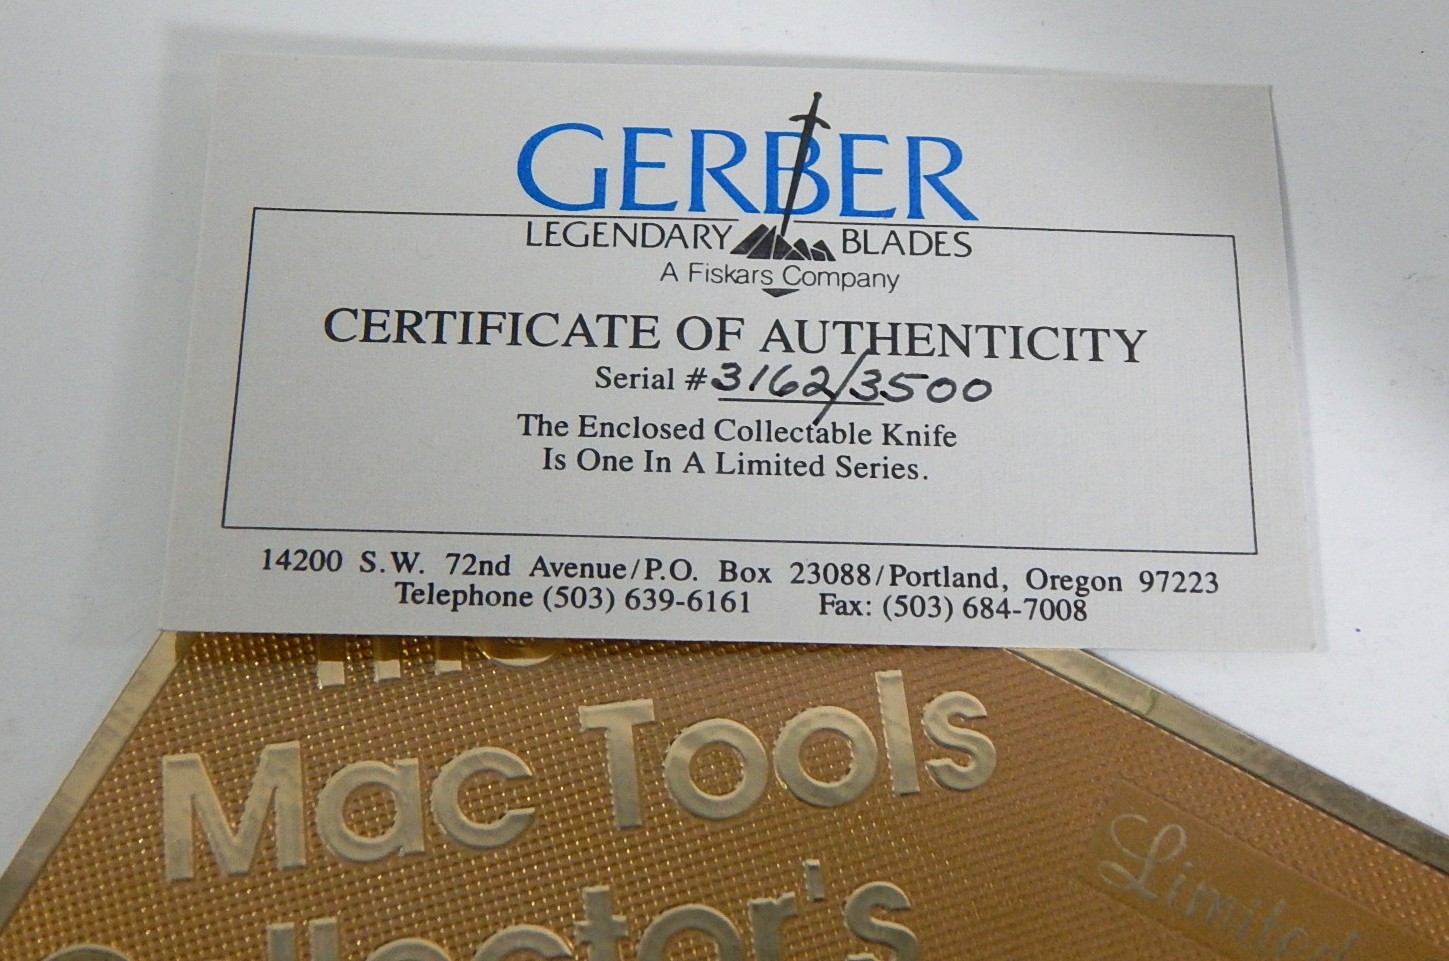 GERBER
LEGENDARY BLADES
A Fiskars Company
CERTIFICATE OF AUTHENTICITY
Serial # 3162/3500
The Enclosed Collectable Knife
Is One In A Limited Series.
14200 S.W. 72nd Avenue/P.O. Box 23088/Portland, Oregon 97223
Telephone (503) 639-6161 Fax: (503) 684-7008
Mac Tools
Collector's
Limited